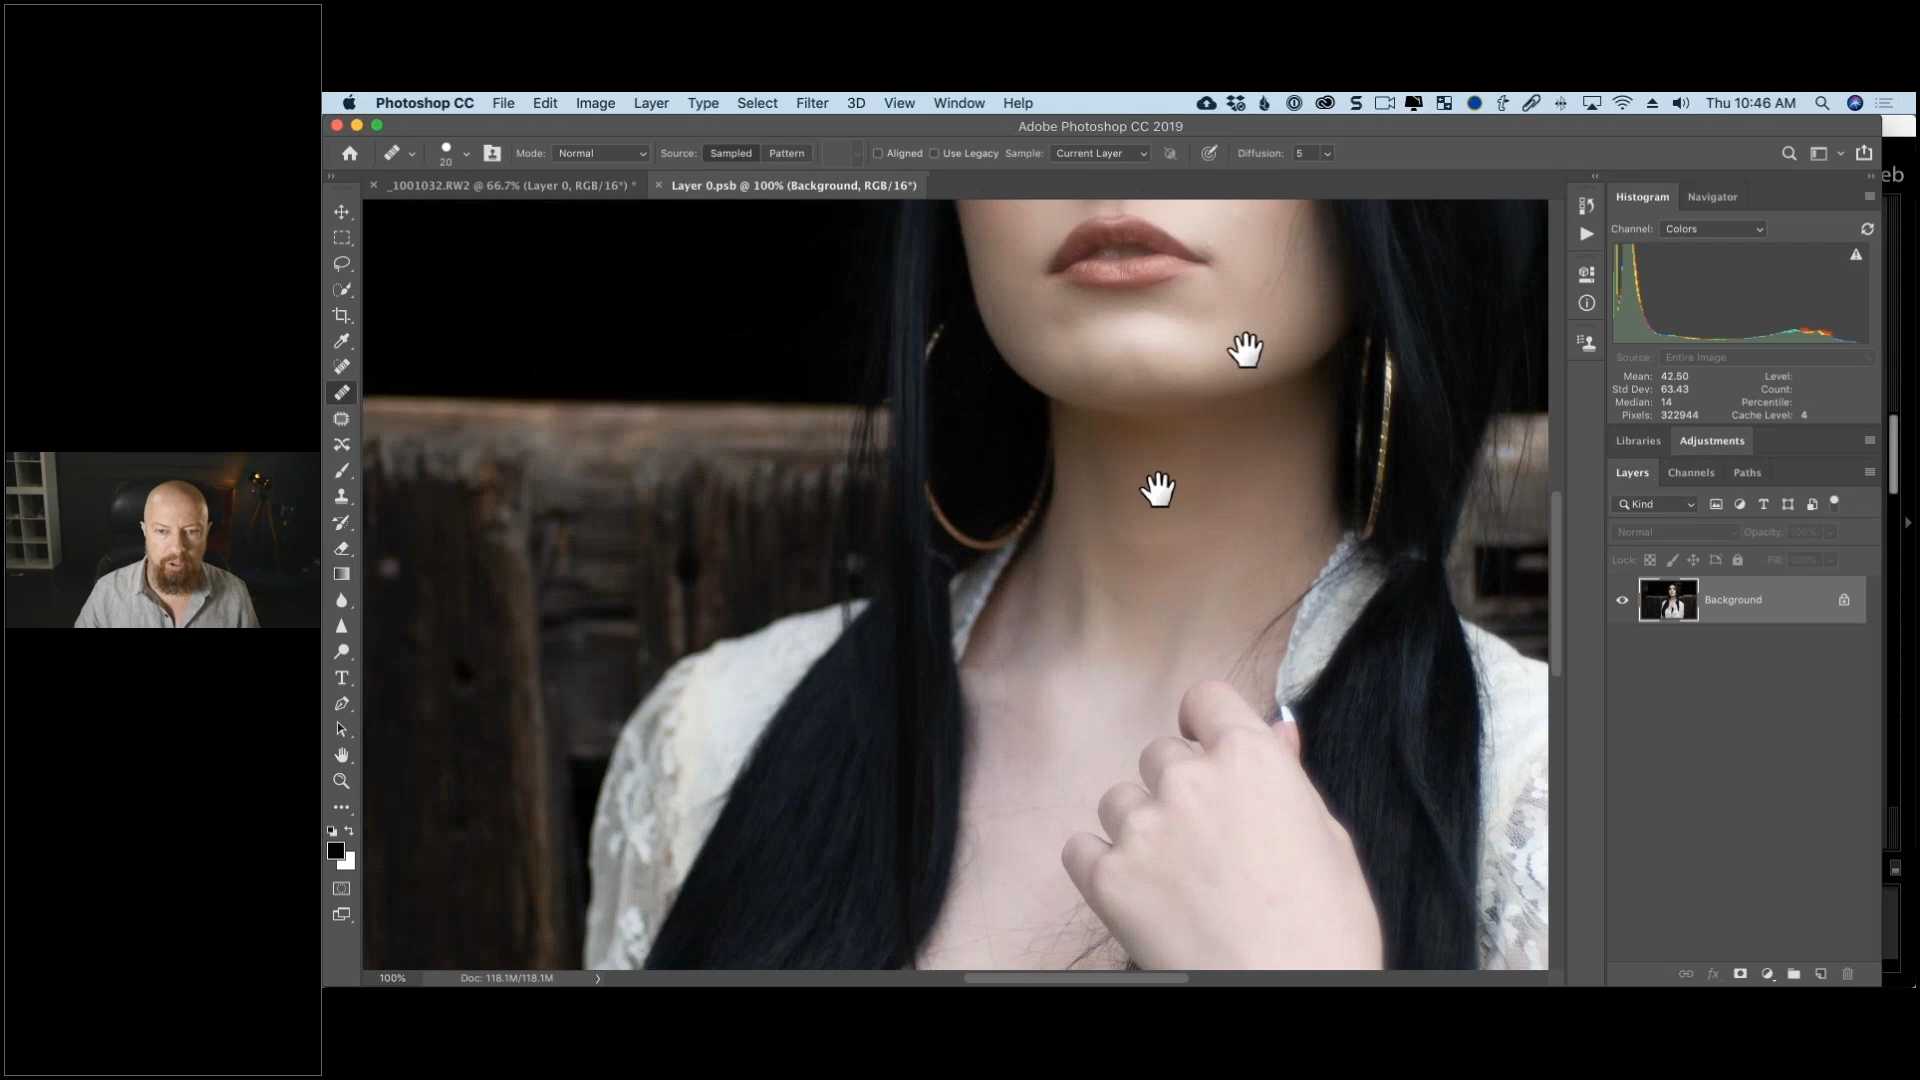 Photoshop CC File Edit Image Layer Type Select Filter 3D View Window Help Thu 10:46 AM
Adobe Photoshop CC 2019
20 Mode: Normal Source: Sampled Pattern Aligned Use Legacy Sample: Current Layer Diffusion: 5
eb
_1001032.RW2 @ 66.7% (Layer 0, RGB/16*) *
Layer 0.psb @ 100% (Background, RGB/16*)
Histogram Navigator
Channel: Colors
Source: Entire Image
Mean: 42.50 Level:
Std Dev: 63.43 Count:
Median: 14 Percentile:
Pixels: 322944 Cache Level: 4
Libraries Adjustments
Layers Channels Paths
Kind
Normal Opacity: 100%
Lock: Fill: 100%
Background
100% Doc: 118.1M/118.1M